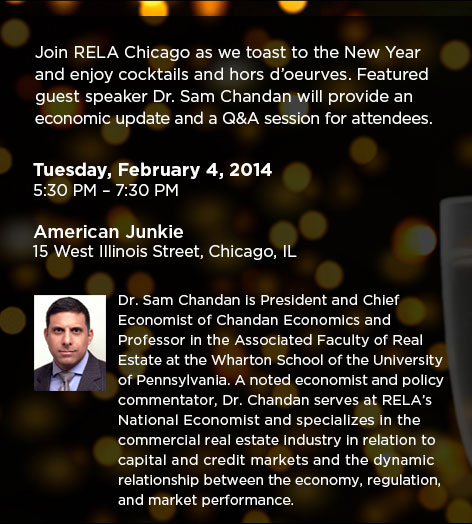 Join RELA Chicago as we toast to the New Year
and enjoy cocktails and hors d’oeurves. Featured
guest speaker Dr. Sam Chandan will provide an
economic update and a Q&A session for attendees.
Tuesday, February 4, 2014
5:30 PM – 7:30 PM
American Junkie
15 West Illinois Street, Chicago, IL
Dr. Sam Chandan is President and Chief
Economist of Chandan Economics and
Professor in the Associated Faculty of Real
Estate at the Wharton School of the University
of Pennsylvania. A noted economist and policy
commentator, Dr. Chandan serves at RELA’s
National Economist and specializes in the
commercial real estate industry in relation to
capital and credit markets and the dynamic
relationship between the economy, regulation,
and market performance.